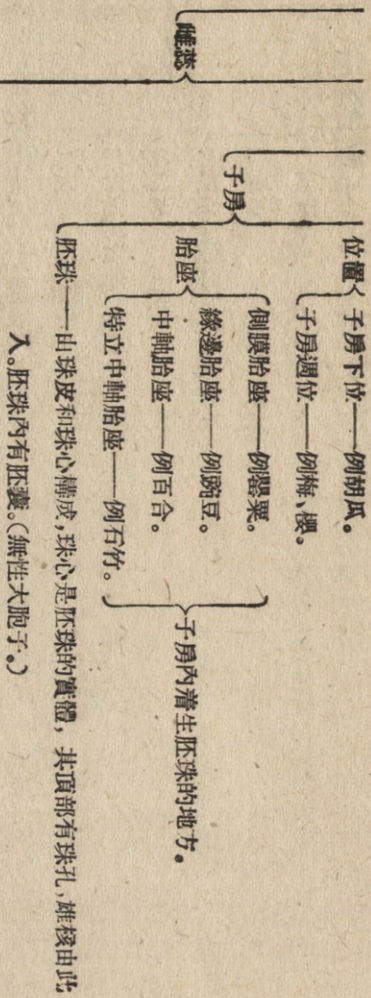 雌蕊
子房
位置
子房下位——例胡瓜。
子房週位——例梅、櫻。
胎座
側膜胎座——例罌粟。
緣邊胎座——例豌豆。
中軸胎座——例百合。
特立中軸胎座——例石竹。
子房內着生胚珠的地方。
胚珠——由珠皮和珠心構成,珠心是胚珠的實體,其頂部有珠孔,雄核由此
入。胚珠內有胚囊。(無性大胞子。)